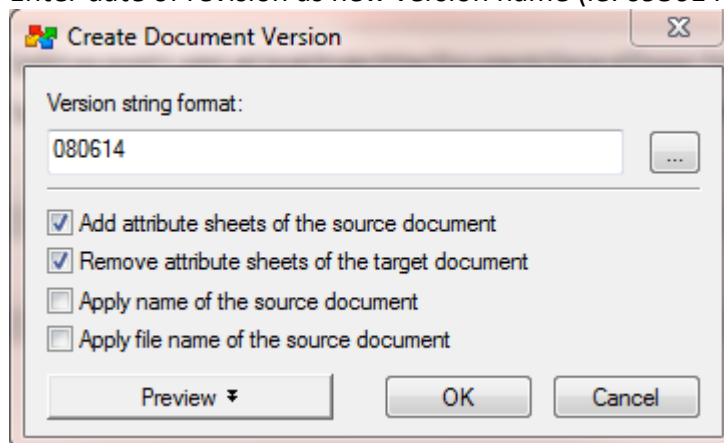 Create Document Version
Version string format:
080614
...
Add attribute sheets of the source document
Remove attribute sheets of the target document
Apply name of the source document
Apply file name of the source document
Preview
OK
Cancel